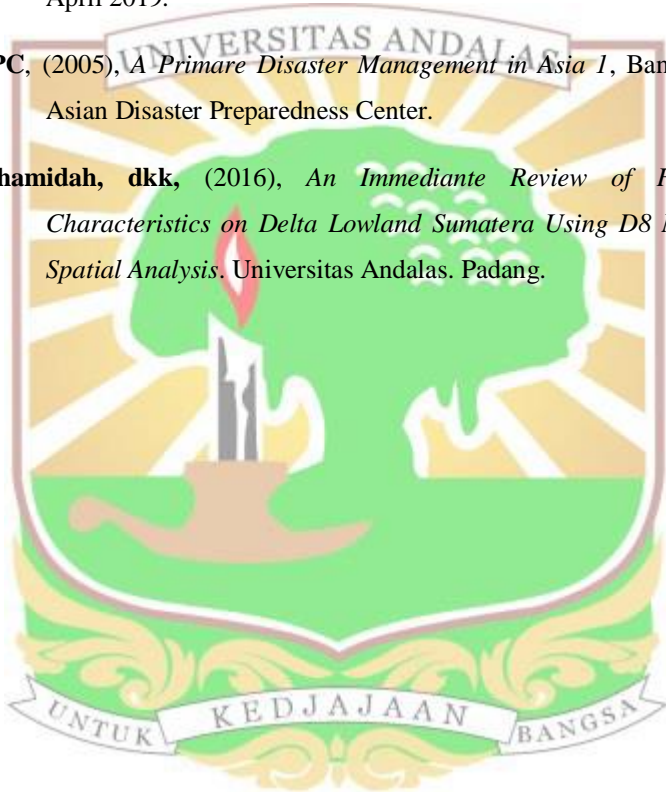 April 2019.
UNIVERSITAS ANDALAS
PC, (2005), A Primare Disaster Management in Asia 1, Ban
Asian Disaster Preparedness Center.
hamidah, dkk, (2016), An Immediante Review of
Characteristics on Delta Lowland Sumatera Using D8
Spatial Analysis. Universitas Andalas. Padang.
UNTUK KEDJAJAAN BANGSA